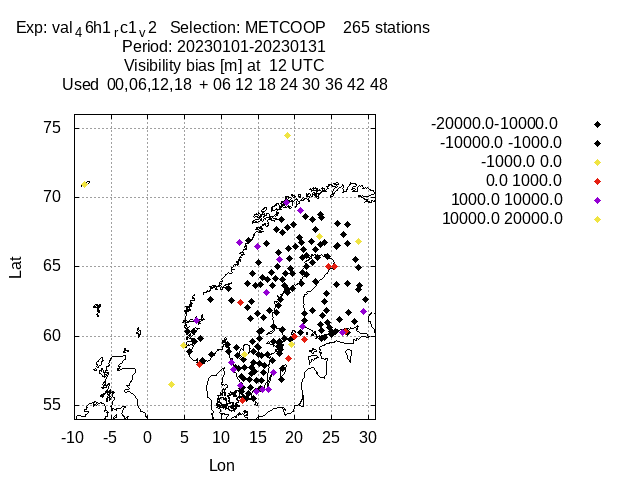 Exp: val_4 6h1_r c1_v 2   Selection: METCOOP    265 stations
Period: 20230101-20230131
Visibility bias [m] at  12 UTC
Used  00,06,12,18  + 06 12 18 24 30 36 42 48
-20000.0-10000.0
-10000.0 -1000.0
-1000.0 0.0
0.0 1000.0
1000.0 10000.0
10000.0 20000.0
75
70
65
60
55
Lat
-10 -5 0 5 10 15 20 25 30
Lon